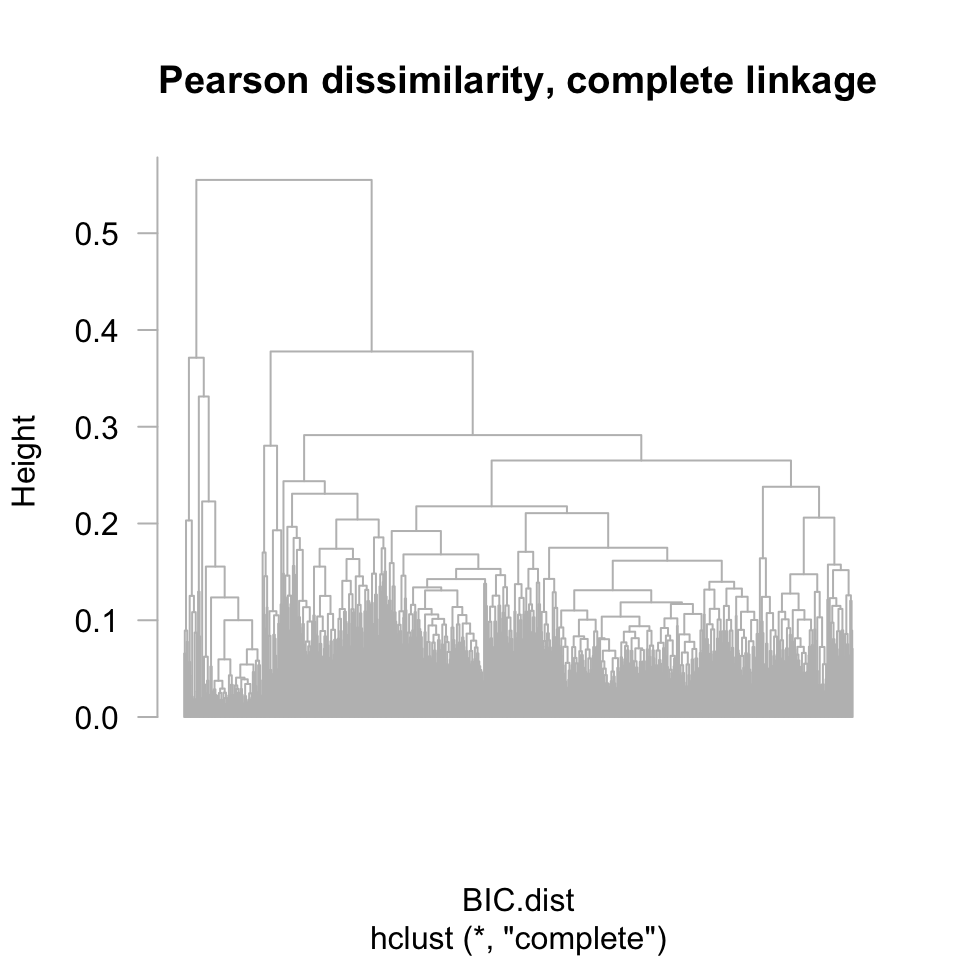 Pearson dissimilarity, complete linkage
Height
0.5
0.4
0.3
0.2
0.1
0.0
BIC.dist
hclust (*, "complete")